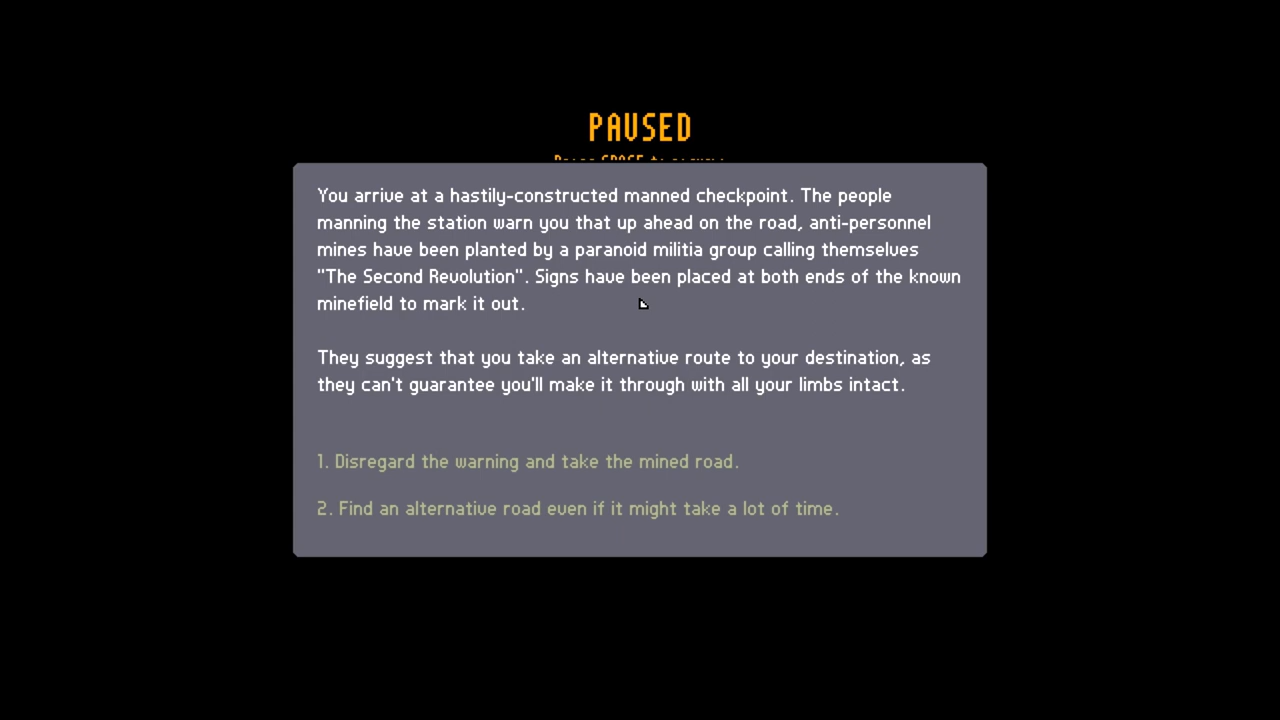 PAUSED
You arrive at a hastily-constructed manned checkpoint. The people
manning the station warn you that up ahead on the road, anti-personnel
mines have been planted by a paranoid militia group calling themselves
"The Second Revolution". Signs have been placed at both ends of the known
minefield to mark it out.
They suggest that you take an alternative route to your destination, as
they can't guarantee you'll make it through with all your limbs intact.
1. Disregard the warning and take the mined road.
2. Find an alternative road even if it might take a lot of time.